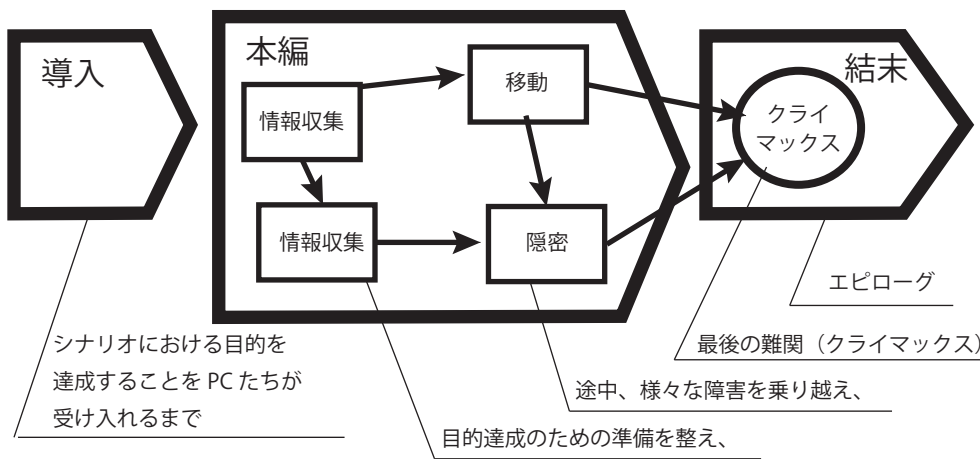 導入
本編
情報収集
移動
情報収集
隠密
結末
クライ
マックス
シナリオにおける目的を
達成することを PC たちが
受け入れるまで
目的達成のための準備を整え、
途中、様々な障害を乗り越え、
最後の難関（クライマックス）
エピローグ